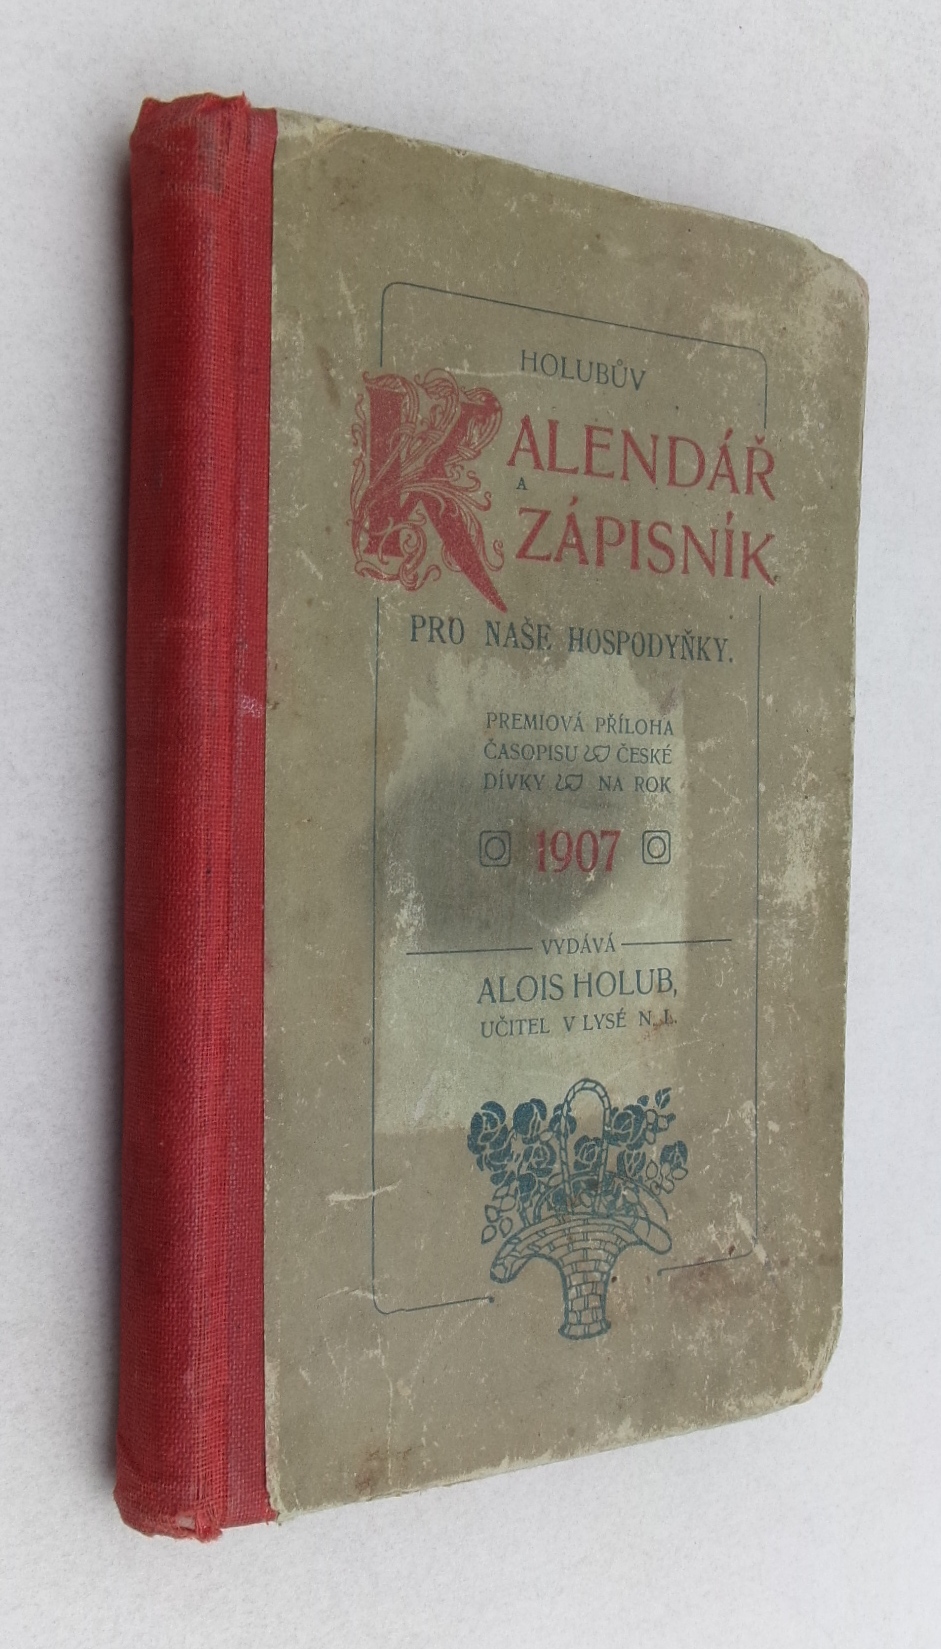 HOLUBŮV
KALENDÁŘ
A
ZÁPISNÍK
PRO NAŠE HOSPODYŇKY.
PREMIOVÁ PŘÍLOHA
ČASOPISU ČESKÉ
DÍVKY NA ROK
1907
VYDÁVÁ
ALOIS HOLUB,
UČITEL V LYSÉ N. L.